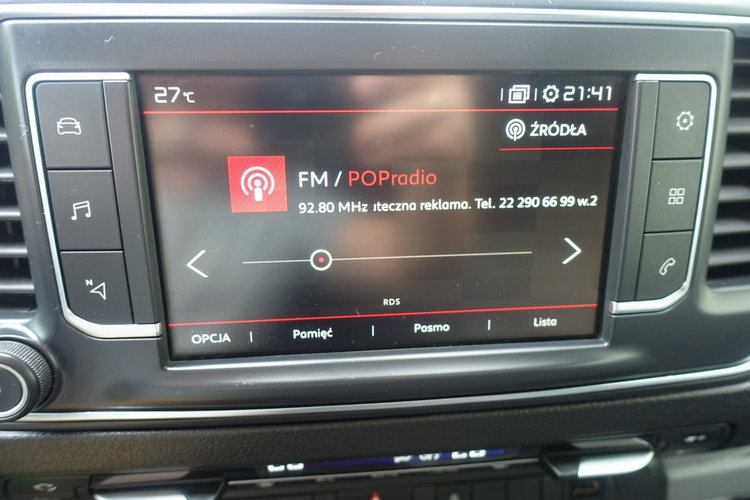 27°C 21:41
ŹRÓDŁA
FM / POPradio
92.80 MHz teczna reklama. Tel. 22 290 66 99 w.2
N
RDS
OPCJA | Pamięć | Pasmo | Lista